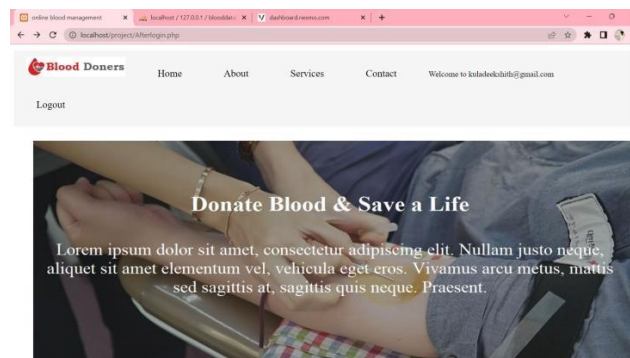 online blood management
localhost / 127.0.0.1 / blooddat
dashboard.neemo.com
localhost/project/Afterlogin.php
Blood Doners
Home
About
Services
Contact
Welcome to kuladeekshith@gmail.com
Logout
Donate Blood & Save a Life
Lorem ipsum dolor sit amet, consectetur adipiscing elit. Nullam justo neque,
aliquet sit amet elementum vel, vehicula eget eros. Vivamus arcu metus, mattis
sed sagittis at, sagittis quis neque. Praesent.